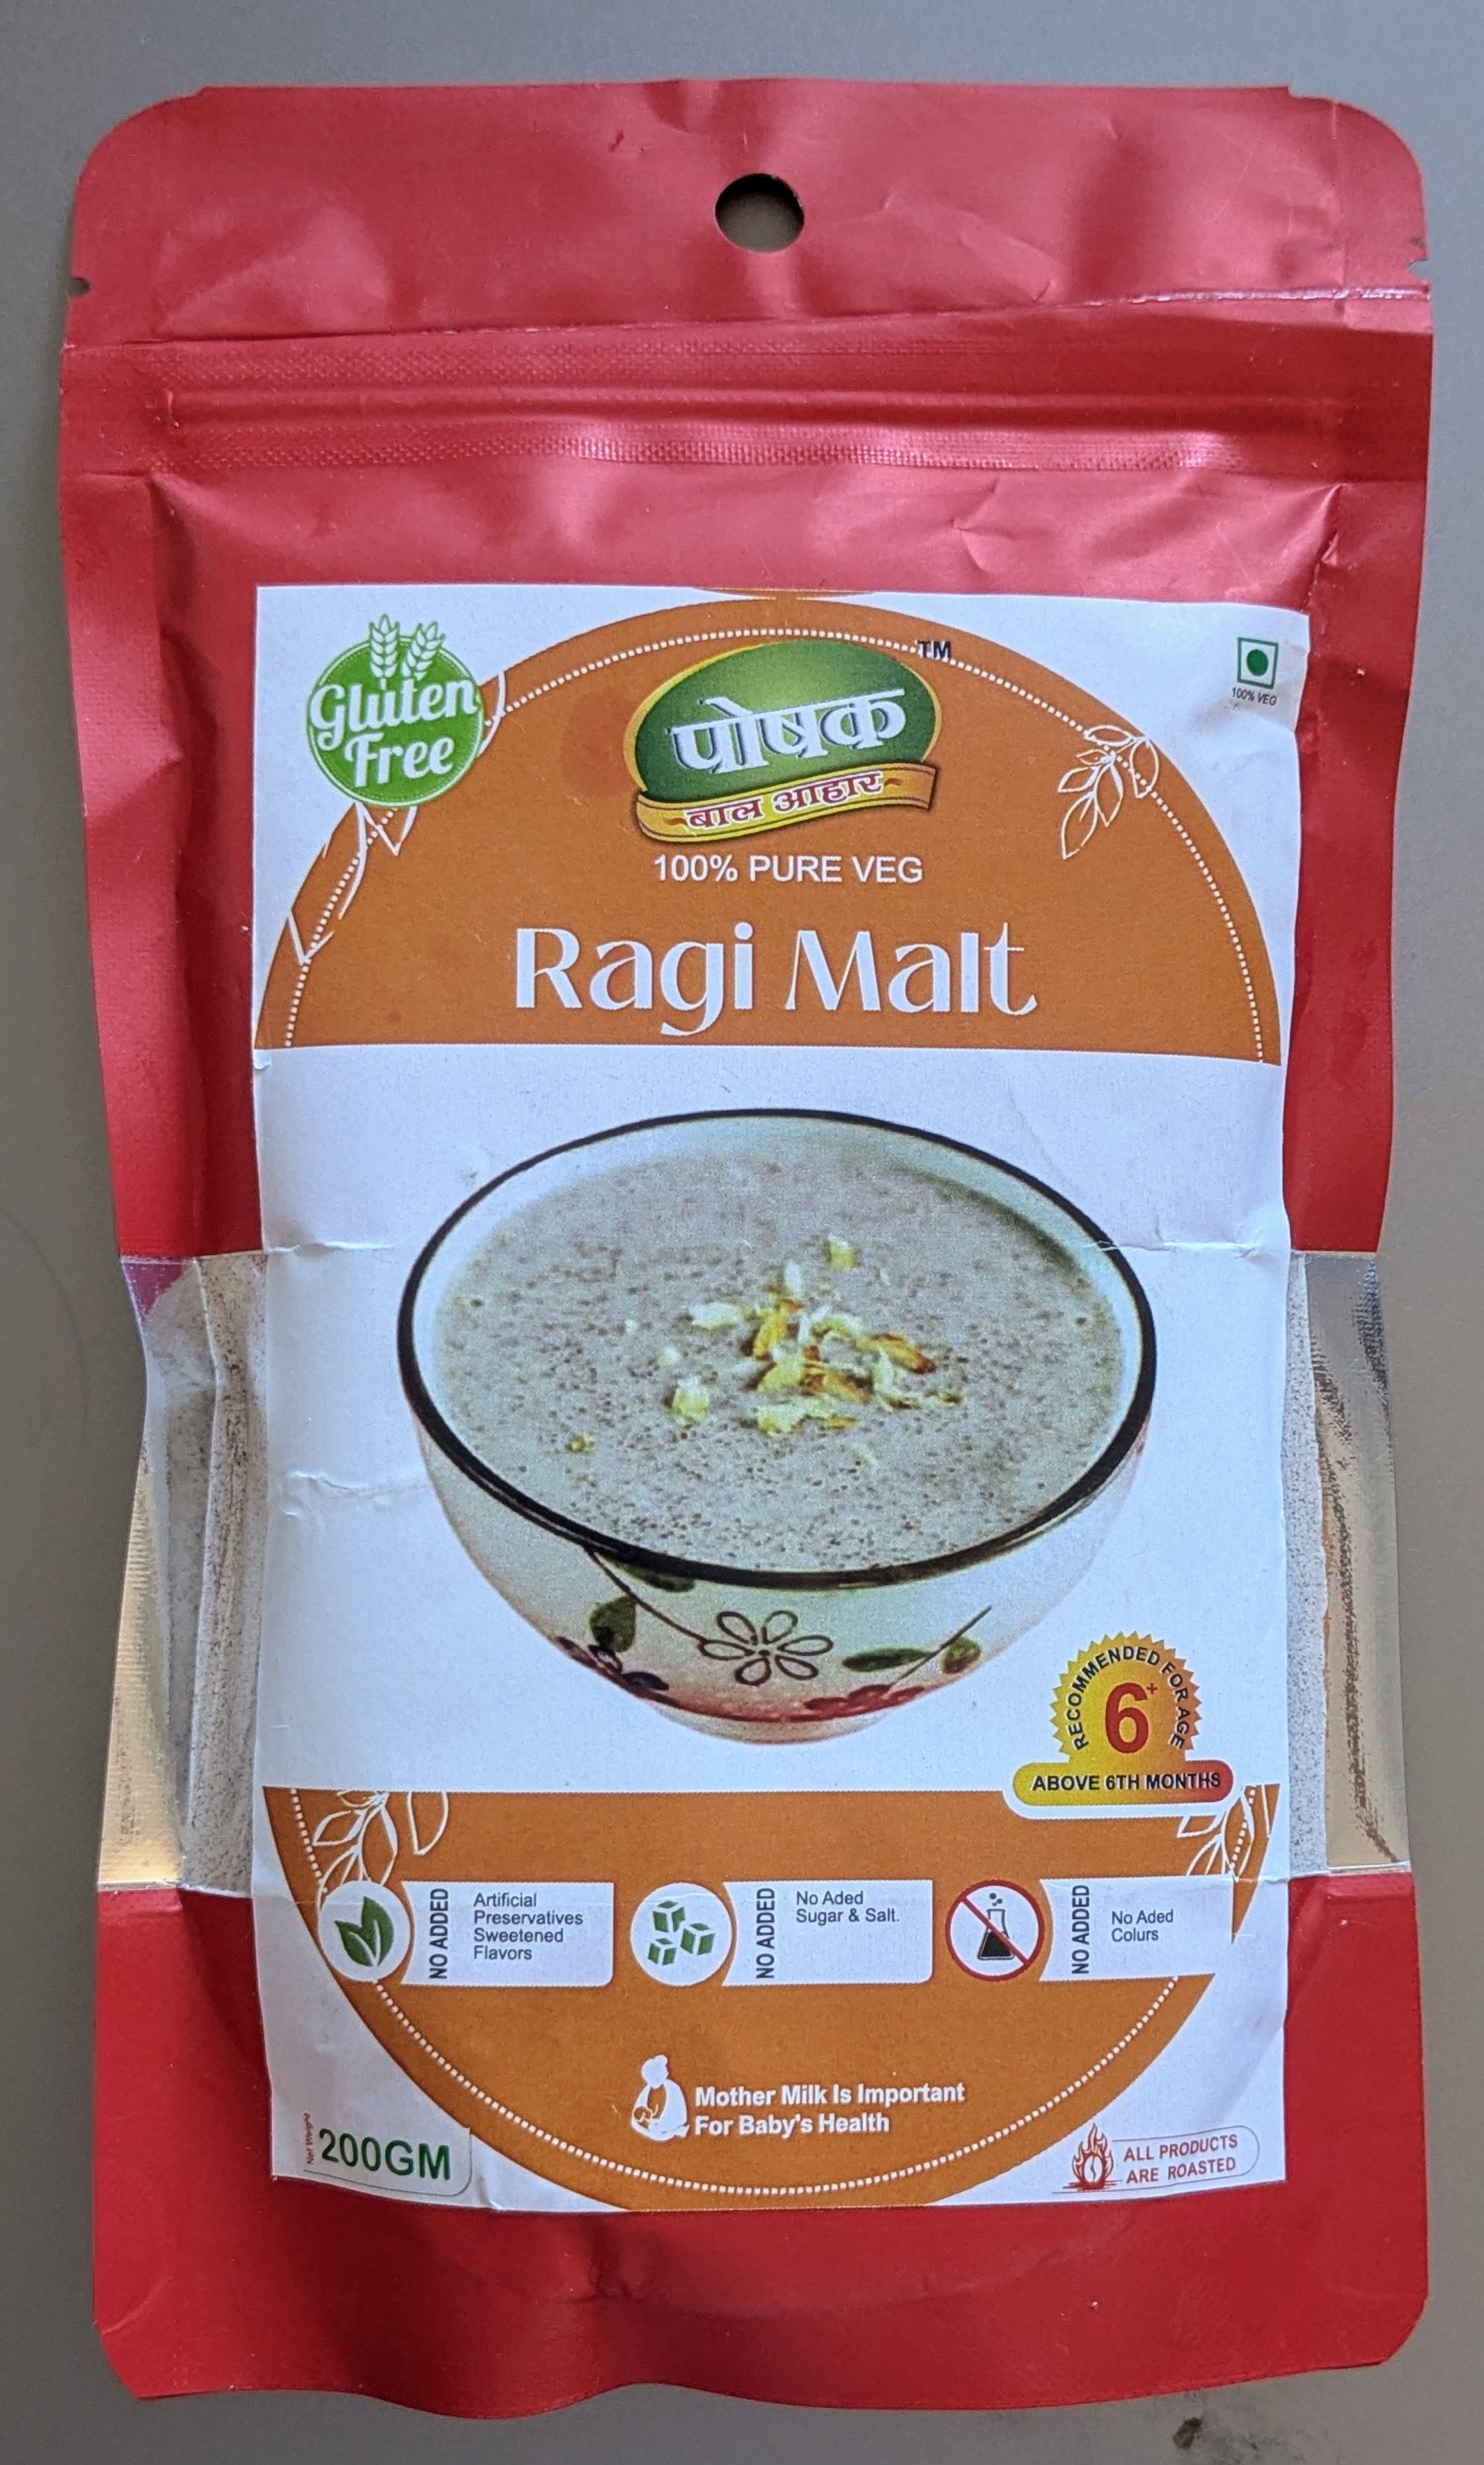 Gluten
Free
TM
पोषक
बाल आहार
100% VEG
100% PURE VEG
Ragi Malt
RECOMMENDED FOR AGE
6+
ABOVE 6TH MONTHS
NO ADDED
Artificial
Preservatives
Sweetened
Flavors
NO ADDED
No Aded
Sugar & Salt.
NO ADDED
No Aded
Colurs
Mother Milk Is Important
For Baby's Health
Net Weight
200GM
ALL PRODUCTS
ARE ROASTED